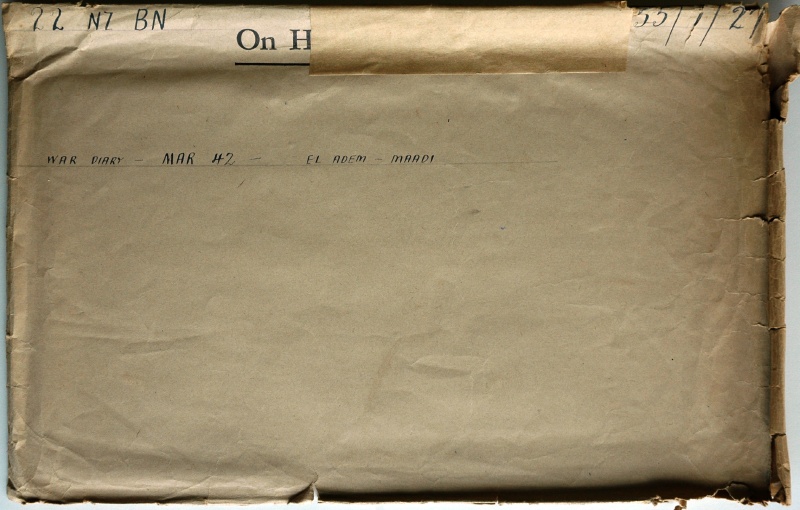 22 NZ BN
55/1/27
On H
WAR DIARY - MAR 42 - EL ADEM - MAADI